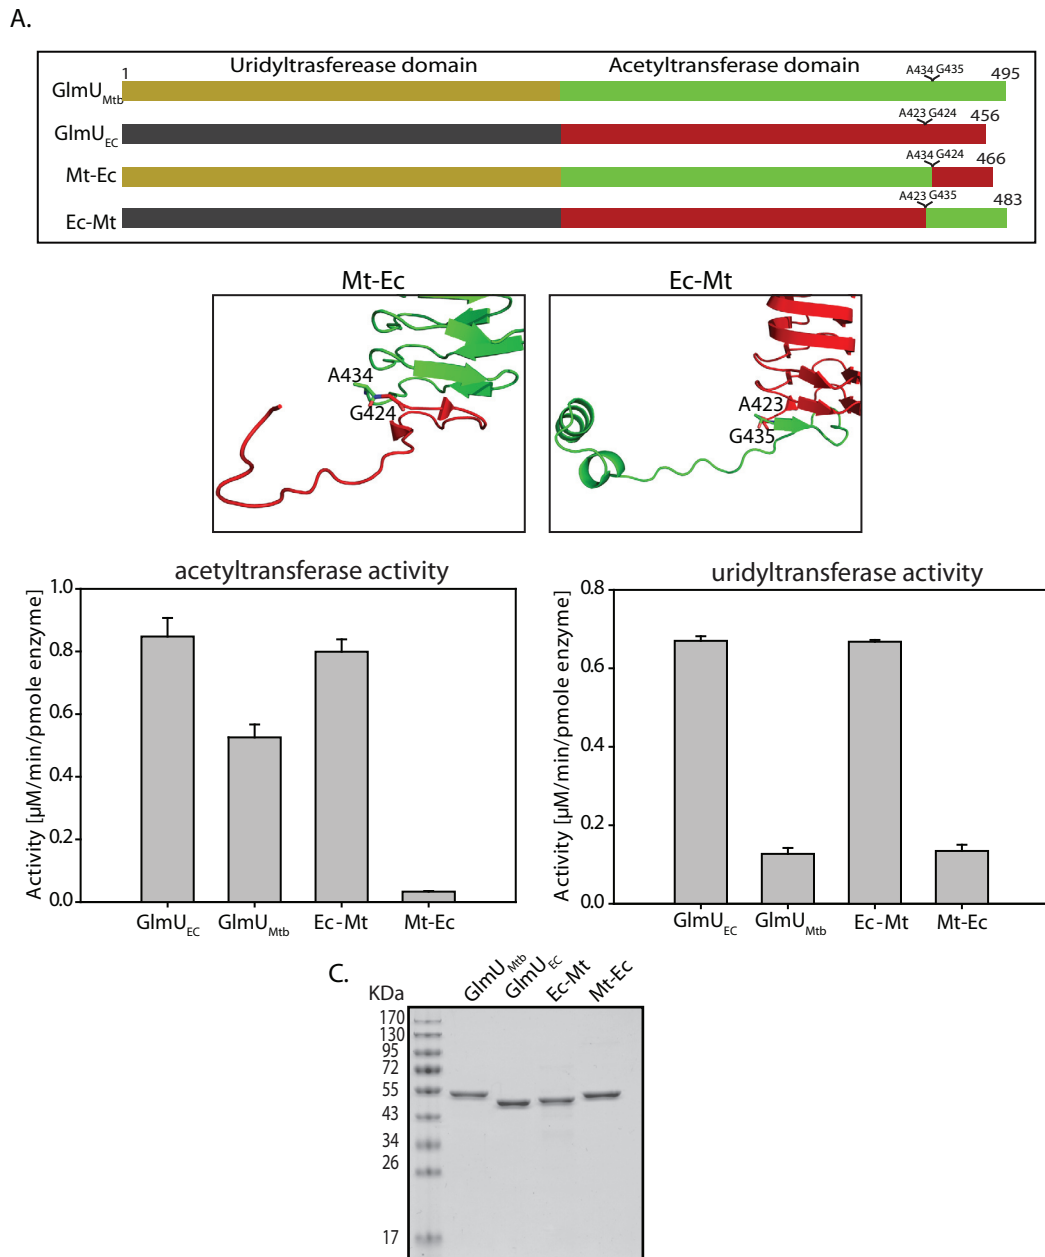 A.
Uridyltrasferease domain Acetyltransferase domain
1 A434 G435 495
GlmUMtb
A423 G424 456
GlmUEC
A434 G424 466
Mt-Ec
A423 G435 483
Ec-Mt
Mt-Ec Ec-Mt
A434
G424
A423
G435
acetyltransferase activity
Activity [µM/min/pmole enzyme]
1.0
0.8
0.6
0.4
0.2
0.0
GlmUEC GlmUMtb Ec-Mt Mt-Ec
uridyltransferase activity
Activity [µM/min/pmole enzyme]
0.8
0.6
0.4
0.2
0.0
GlmUEC GlmUMtb Ec-Mt Mt-Ec
C.
KDa GlmUMtb GlmUEC Ec-Mt Mt-Ec
170
130
95
72
55
43
34
26
17